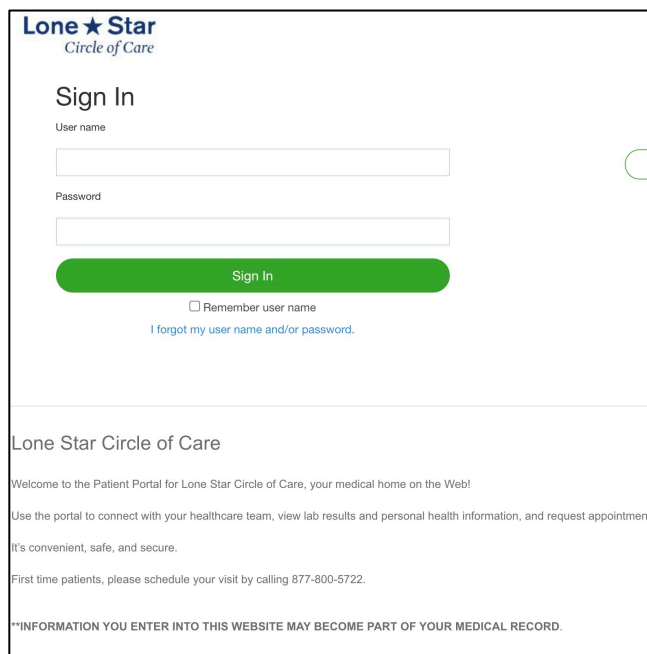 Lone ★ Star
Circle of Care
Sign In
User name
Password
Sign In
Remember user name
I forgot my user name and/or password.
Lone Star Circle of Care
Welcome to the Patient Portal for Lone Star Circle of Care, your medical home on the Web!
Use the portal to connect with your healthcare team, view lab results and personal health information, and request appointmen
It's convenient, safe, and secure.
First time patients, please schedule your visit by calling 877-800-5722.
**INFORMATION YOU ENTER INTO THIS WEBSITE MAY BECOME PART OF YOUR MEDICAL RECORD.